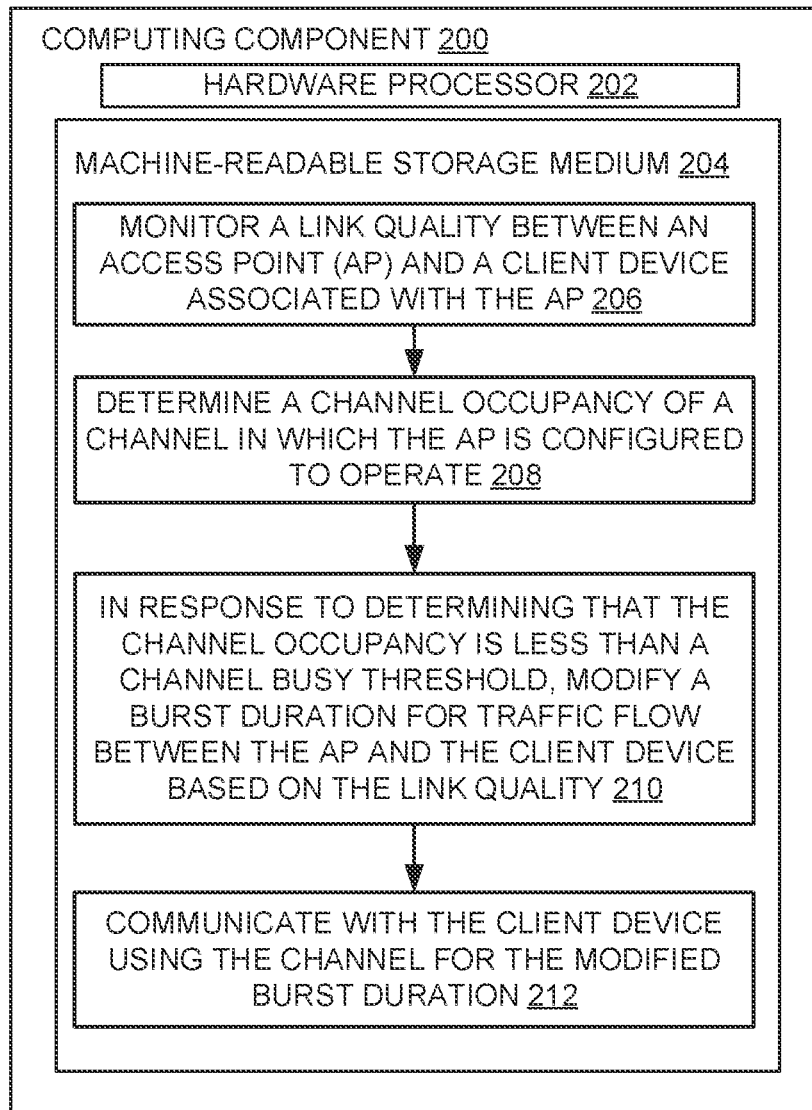 COMPUTING COMPONENT 200
HARDWARE PROCESSOR 202
MACHINE-READABLE STORAGE MEDIUM 204
MONITOR A LINK QUALITY BETWEEN AN
ACCESS POINT (AP) AND A CLIENT DEVICE
ASSOCIATED WITH THE AP 206
DETERMINE A CHANNEL OCCUPANCY OF A
CHANNEL IN WHICH THE AP IS CONFIGURED
TO OPERATE 208
IN RESPONSE TO DETERMINING THAT THE
CHANNEL OCCUPANCY IS LESS THAN A
CHANNEL BUSY THRESHOLD, MODIFY A
BURST DURATION FOR TRAFFIC FLOW
BETWEEN THE AP AND THE CLIENT DEVICE
BASED ON THE LINK QUALITY 210
COMMUNICATE WITH THE CLIENT DEVICE
USING THE CHANNEL FOR THE MODIFIED
BURST DURATION 212